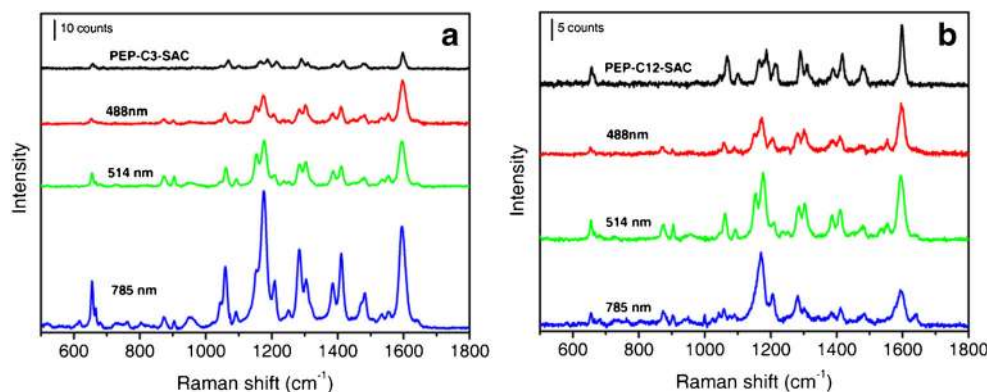 10 counts
a
PEP-C3-SAC
488nm
514 nm
785 nm
Intensity
600 800 1000 1200 1400 1600 1800
Raman shift (cm⁻¹)
5 counts
b
PEP-C12-SAC
488nm
514 nm
785 nm
Intensity
600 800 1000 1200 1400 1600 1800
Raman shift (cm⁻¹)